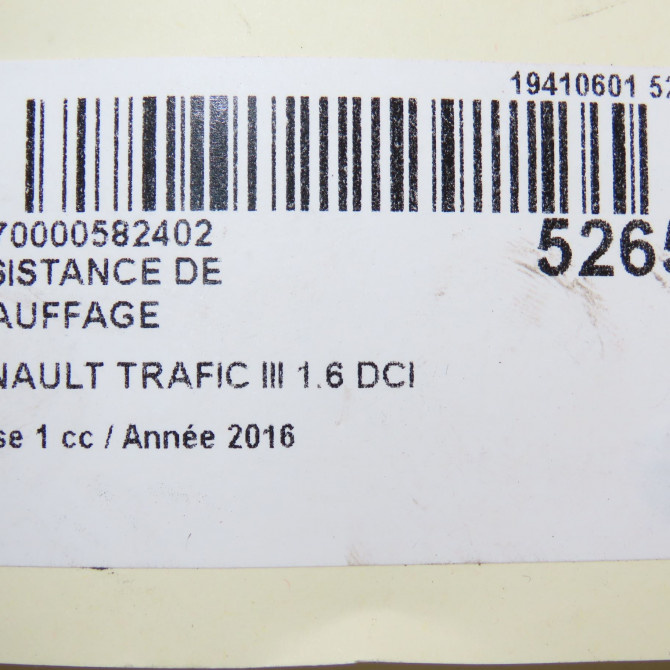 19410601 52
70000582402
5265
SISTANCE DE
AUFFAGE
NAULT TRAFIC III 1.6 DCI
se 1 cc / Année 2016